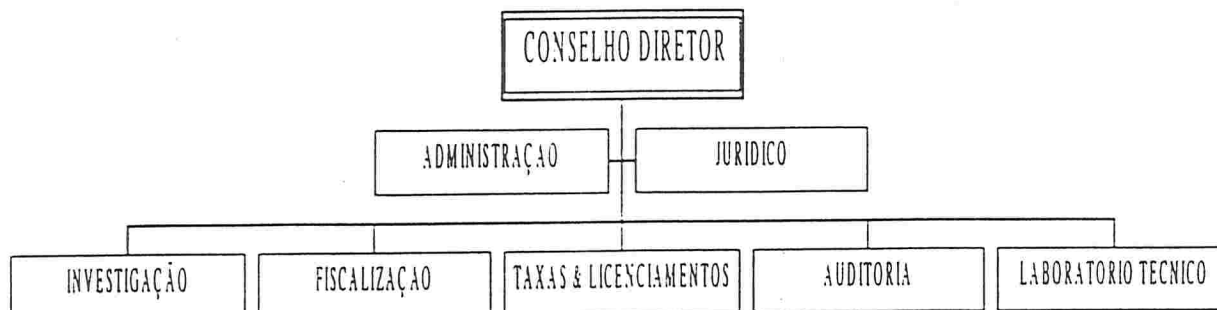 CONSELHO DIRETOR
ADMINISTRAÇAO
JURIDICO
INVESTIGAÇÃO
FISCALIZAÇAO
TAXAS & LICENCIAMENTOS
AUDITORIA
LABORATORIO TECNICO